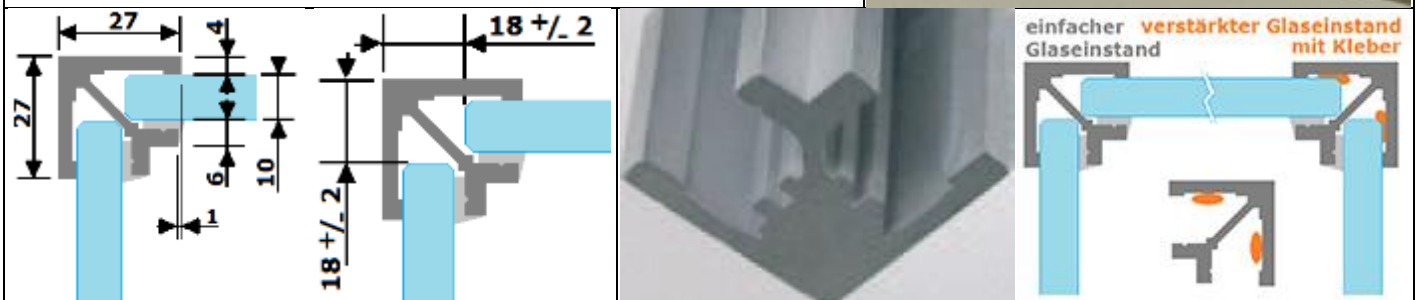 27
4
27
6
10
1
18 +/_ 2
18 +/_ 2
einfacher verstärkter Glaseinstand
Glaseinstand mit Kleber